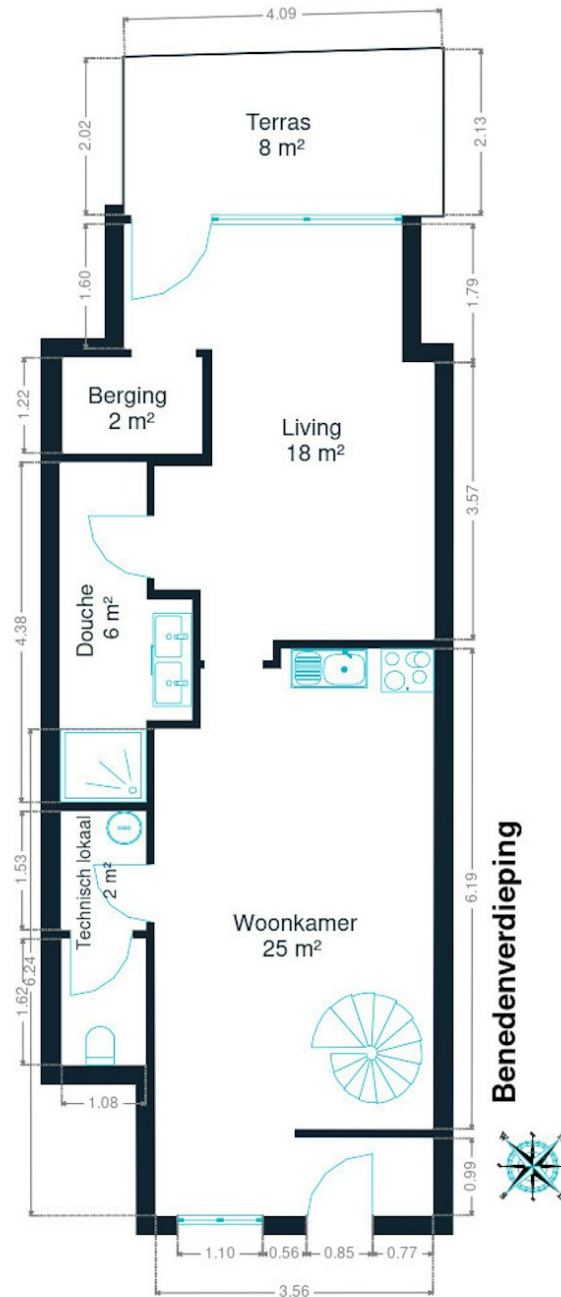 4.09
Terras
8 m²
2.02
2.13
1.60
1.79
Berging
2 m²
1.22
Living
18 m²
3.57
Douche
6 m²
4.38
Technisch lokaal
2 m²
1.53
6.19
Woonkamer
25 m²
Benedenverdieping
6.24
1.62
1.08
0.99
1.10
0.56
0.85
0.77
3.56